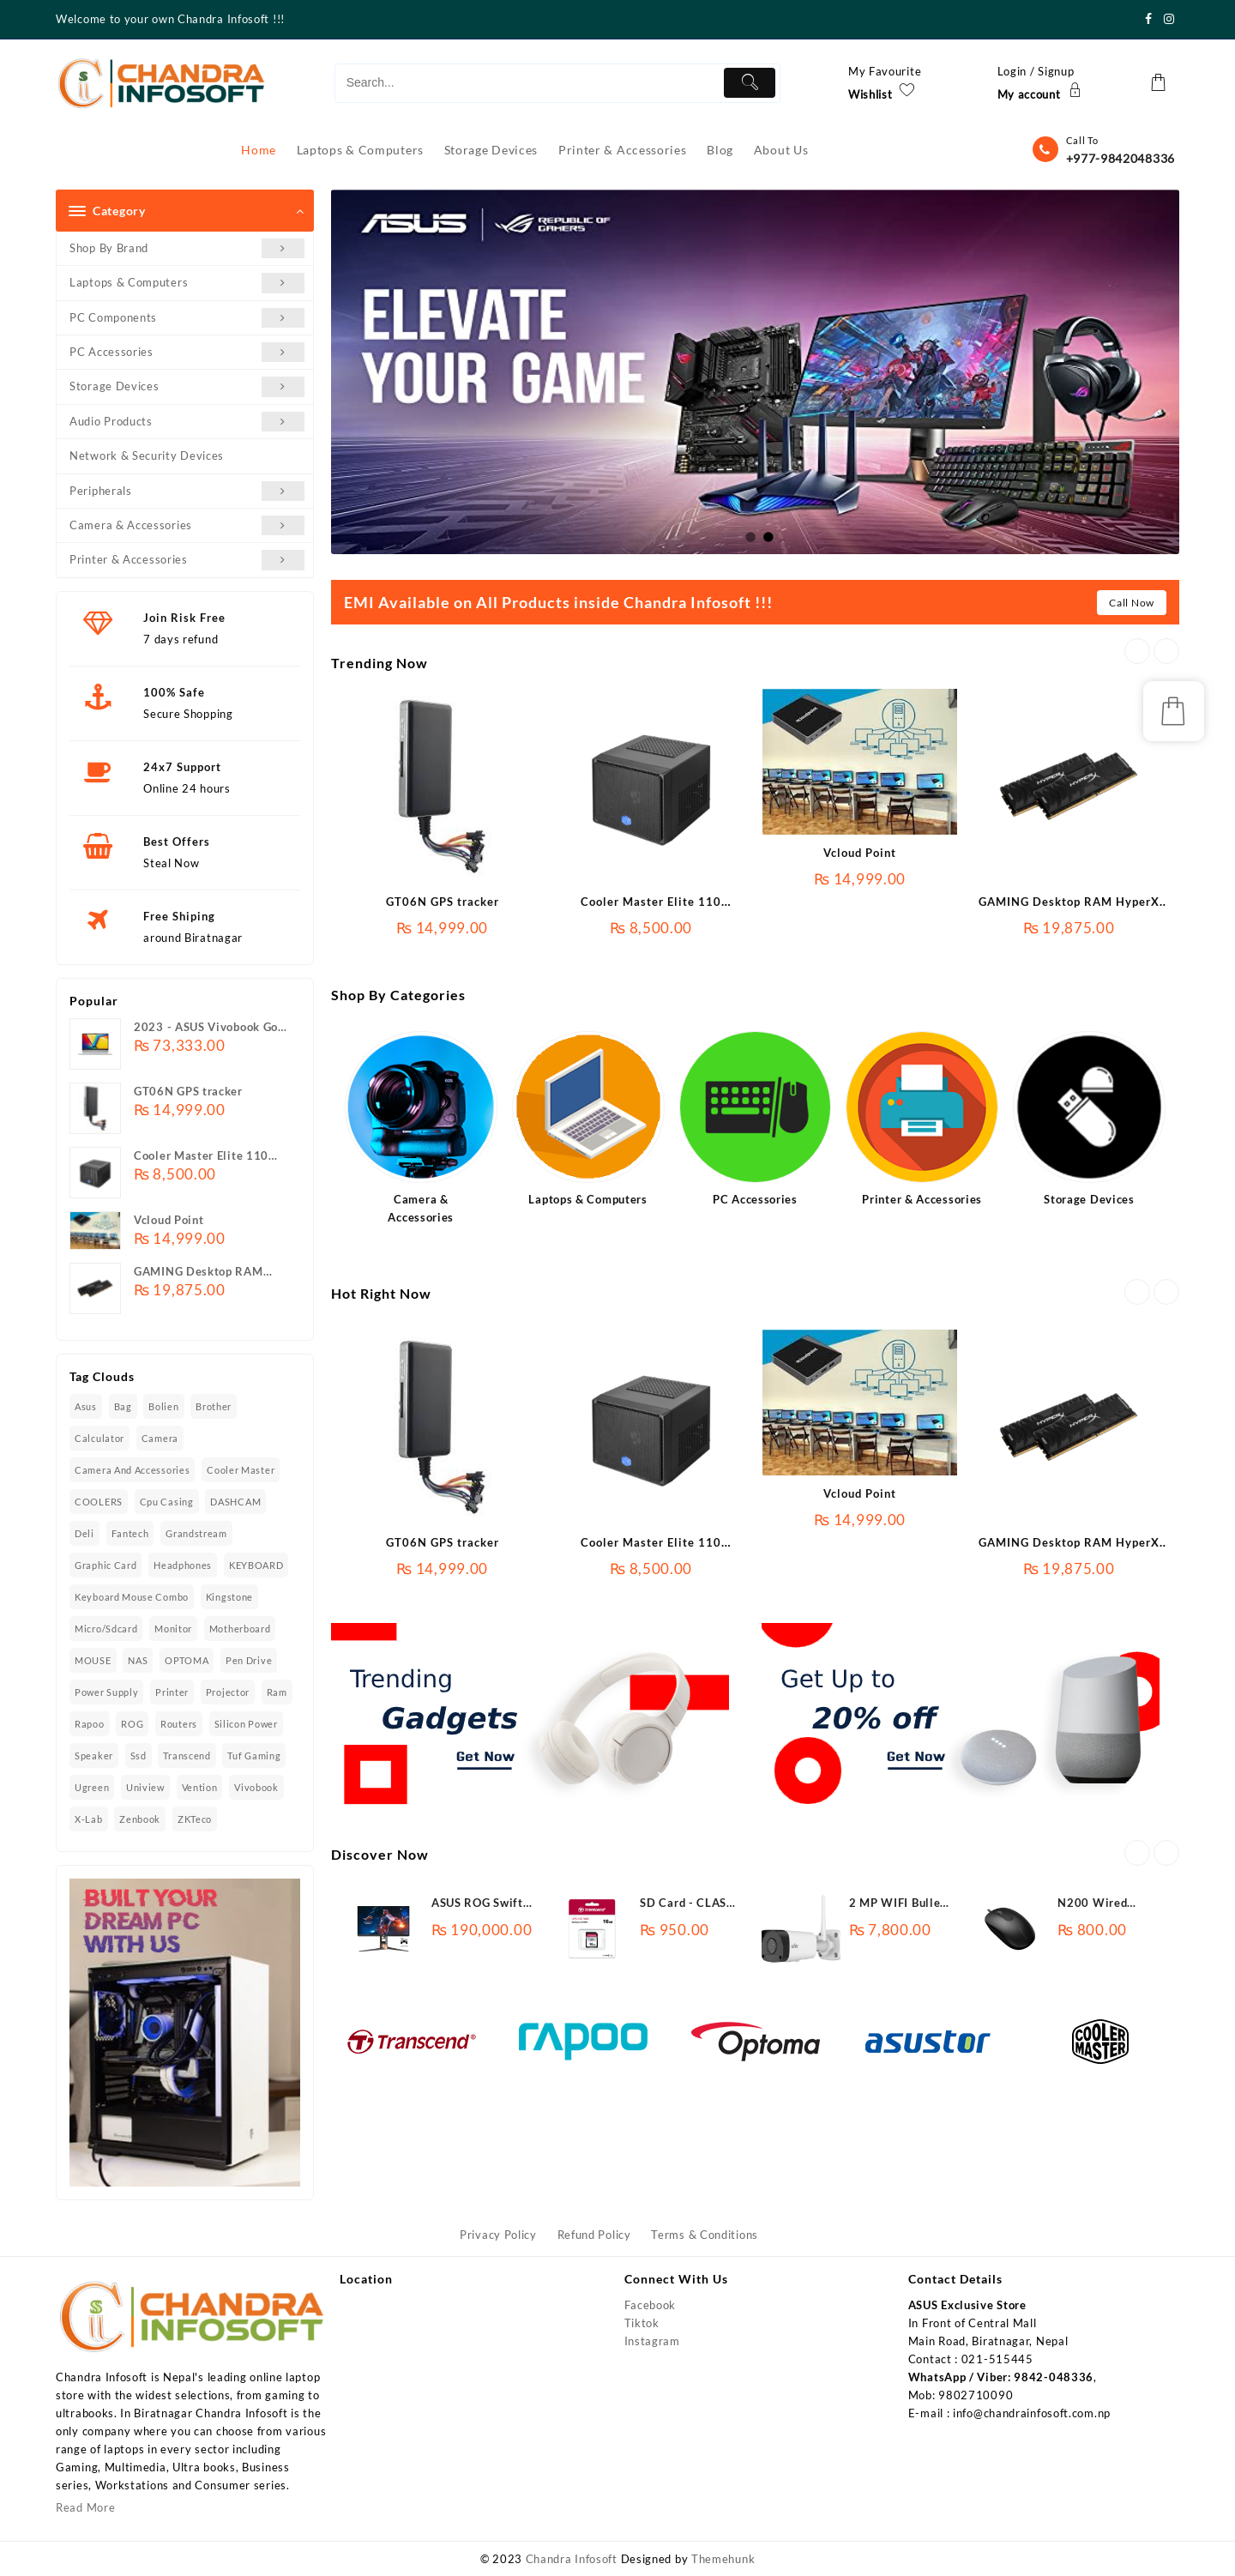 Welcome to your own Chandra Infosoft !!!
CHANDRA
INFOSOFT
Search...
My Favourite
Wishlist
Login / Signup
My account
Home
Laptops & Computers
Storage Devices
Printer & Accessories
Blog
About Us
Call To
+977-9842048336
Category
Shop By Brand
Laptops & Computers
PC Components
PC Accessories
Storage Devices
Audio Products
Network & Security Devices
Peripherals
Camera & Accessories
Printer & Accessories
ASUS
REPUBLIC OF
GAMERS
ELEVATE
YOUR GAME
EMI Available on All Products inside Chandra Infosoft !!!
Call Now
Join Risk Free
7 days refund
100% Safe
Secure Shopping
24x7 Support
Online 24 hours
Best Offers
Steal Now
Free Shiping
around Biratnagar
Trending Now
GT06N GPS tracker
₨ 14,999.00
Cooler Master Elite 110...
₨ 8,500.00
Vcloud Point
₨ 14,999.00
GAMING Desktop RAM HyperX..
₨ 19,875.00
Popular
2023 - ASUS Vivobook Go...
₨ 73,333.00
GT06N GPS tracker
₨ 14,999.00
Cooler Master Elite 110...
₨ 8,500.00
Vcloud Point
₨ 14,999.00
GAMING Desktop RAM...
₨ 19,875.00
Shop By Categories
Camera &
Accessories
Laptops & Computers
PC Accessories
Printer & Accessories
Storage Devices
Hot Right Now
GT06N GPS tracker
₨ 14,999.00
Cooler Master Elite 110...
₨ 8,500.00
Vcloud Point
₨ 14,999.00
GAMING Desktop RAM HyperX..
₨ 19,875.00
Tag Clouds
Asus Bag Bolien Brother
Calculator Camera
Camera And Accessories Cooler Master
COOLERS Cpu Casing DASHCAM
Deli Fantech Grandstream
Graphic Card Headphones KEYBOARD
Keyboard Mouse Combo Kingstone
Micro/Sdcard Monitor Motherboard
MOUSE NAS OPTOMA Pen Drive
Power Supply Printer Projector Ram
Rapoo ROG Routers Silicon Power
Speaker Ssd Transcend Tuf Gaming
Ugreen Uniview Vention Vivobook
X-Lab Zenbook ZKTeco
Trending
Gadgets
Get Now
Get Up to
20% off
Get Now
Discover Now
ASUS ROG Swift...
₨ 190,000.00
SD Card - CLAS...
₨ 950.00
2 MP WIFI Bulle...
₨ 7,800.00
N200 Wired...
₨ 800.00
Transcend®
rapoo
Optoma
asustor
COOLER
MASTER
BUILT YOUR
DREAM PC
WITH US
Privacy Policy
Refund Policy
Terms & Conditions
CHANDRA
INFOSOFT
Chandra Infosoft is Nepal's leading online laptop
store with the widest selections, from gaming to
ultrabooks. In Biratnagar Chandra Infosoft is the
only company where you can choose from various
range of laptops in every sector including
Gaming, Multimedia, Ultra books, Business
series, Workstations and Consumer series.
Read More
Location
Connect With Us
Facebook
Tiktok
Instagram
Contact Details
ASUS Exclusive Store
In Front of Central Mall
Main Road, Biratnagar, Nepal
Contact : 021-515445
WhatsApp / Viber: 9842-048336,
Mob: 9802710090
E-mail : info@chandrainfosoft.com.np
© 2023 Chandra Infosoft Designed by Themehunk